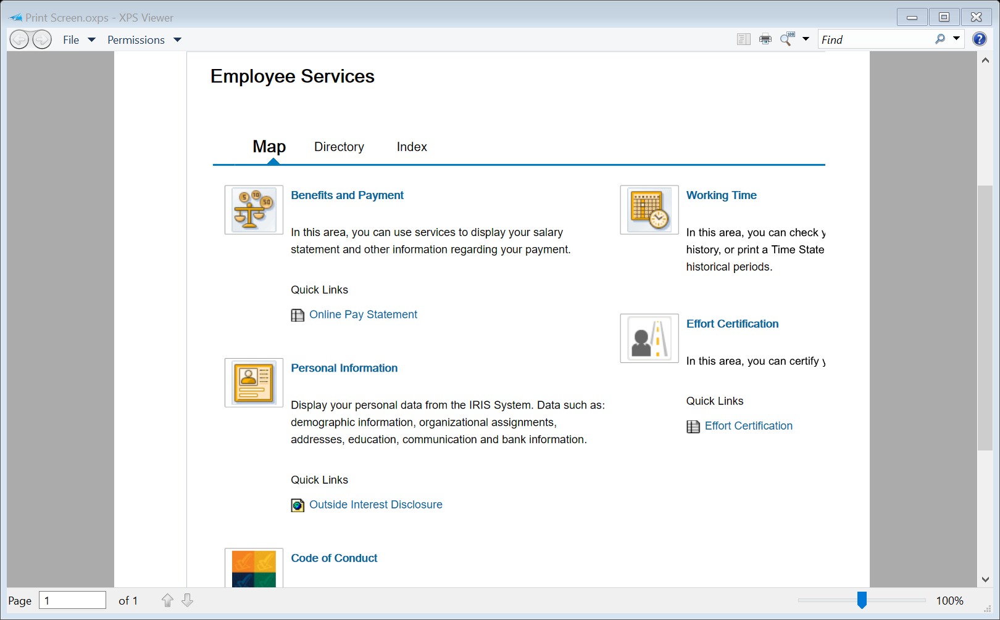 Print Screen.oxps - XPS Viewer
File Permissions
100
Find
?
Employee Services
Map Directory Index
5 10 50
Benefits and Payment
In this area, you can use services to display your salary
statement and other information regarding your payment.
Quick Links
Online Pay Statement
Personal Information
Display your personal data from the IRIS System. Data such as:
demographic information, organizational assignments,
addresses, education, communication and bank information.
Quick Links
Outside Interest Disclosure
Code of Conduct
Working Time
In this area, you can check y
history, or print a Time State
historical periods.
Effort Certification
In this area, you can certify y
Quick Links
Effort Certification
Page 1 of 1
100%